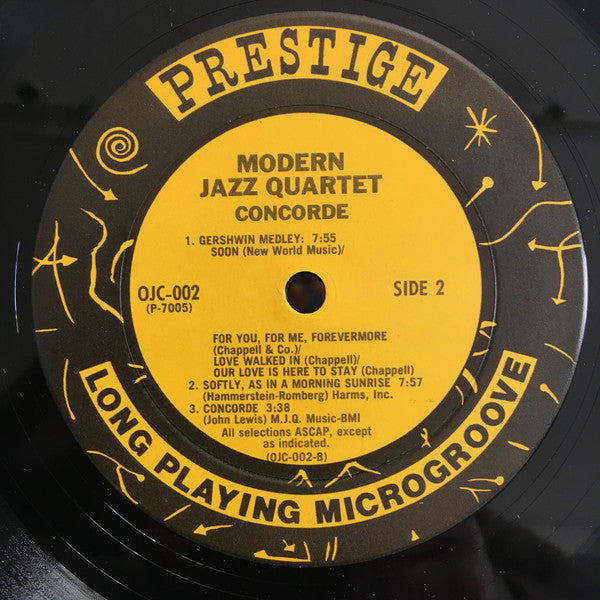 PRESTIGE
MODERN
JAZZ QUARTET
CONCORDE
1. GERSHWIN MEDLEY: 7:55
SOON (New World Music)/
OJC-002
(P-7005)
SIDE 2
FOR YOU, FOR ME, FOREVERMORE
(Chappell & Co.)/
LOVE WALKED IN (Chappell)/
OUR LOVE IS HERE TO STAY (Chappell)
2. SOFTLY, AS IN A MORNING SUNRISE 7:57
(Hammerstein-Romberg) Harms, Inc.
3. CONCORDE 3:38
(John Lewis) M.J.Q. Music-BMI
All selections ASCAP, except
as indicated.
(OJC-002-B)
LONG PLAYING MICROGROOVE